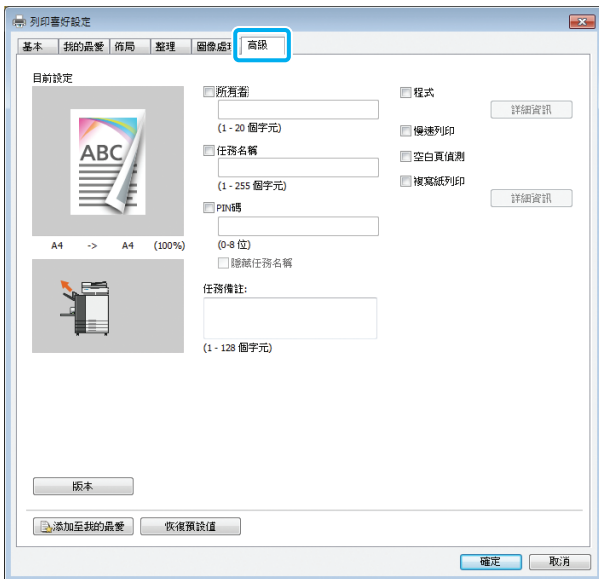 列印喜好設定
基本 我的最愛 佈局 整理 圖像處理 高級
目前設定
ABC
A4 -> A4 (100%)
所有者
(1 - 20 個字元)
任務名稱
(1 - 255 個字元)
PIN碼
(0-8 位)
隱藏任務名稱
任務備註:
(1 - 128 個字元)
程式
詳細資訊
慢速列印
空白頁偵測
複寫紙列印
詳細資訊
版本
添加至我的最愛 恢復預設值
確定 取消